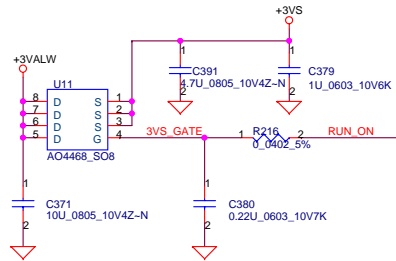 +3VS
+3VALW
U11
1
C391
4.7U_0805_10V4Z~N
2
1
C379
1U_0603_10V6K
2
8 D S 1
7 D S 2
6 D S 3
5 D G 4
AO4468_SO8
3VS_GATE
1 R216 2
0_0402_5%
RUN_ON
1
C371
10U_0805_10V4Z~N
2
1
C380
0.22U_0603_10V7K
2